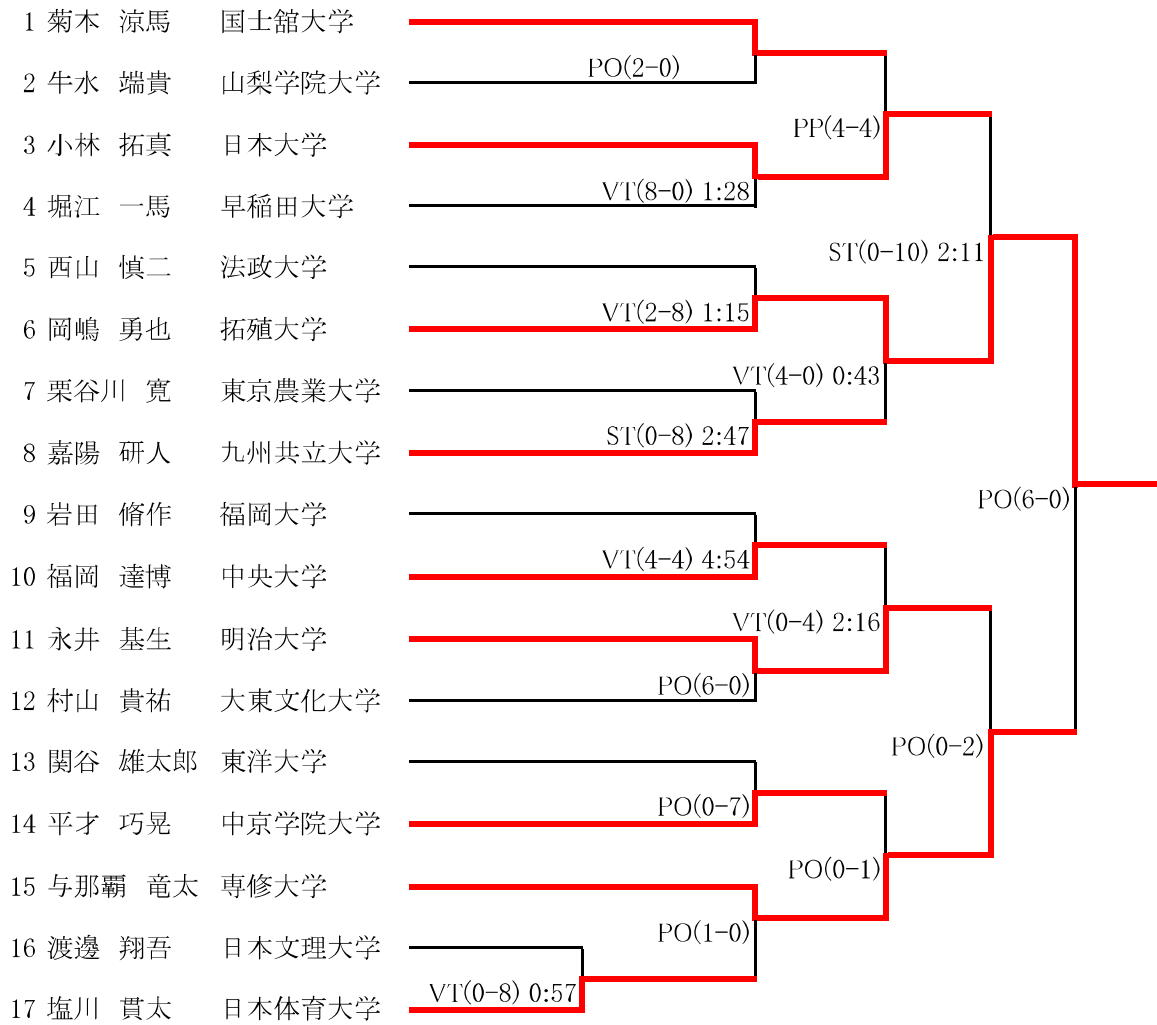 1 菊本 涼馬 国士舘大学
PO(2-0)
2 牛水 端貴 山梨学院大学
PP(4-4)
3 小林 拓真 日本大学
VT(8-0) 1:28
4 堀江 一馬 早稲田大学
ST(0-10) 2:11
5 西山 慎二 法政大学
VT(2-8) 1:15
6 岡嶋 勇也 拓殖大学
VT(4-0) 0:43
7 栗谷川 寛 東京農業大学
ST(0-8) 2:47
8 嘉陽 研人 九州共立大学
PO(6-0)
9 岩田 脩作 福岡大学
VT(4-4) 4:54
10 福岡 達博 中央大学
VT(0-4) 2:16
11 永井 基生 明治大学
PO(6-0)
12 村山 貴祐 大東文化大学
PO(0-2)
13 関谷 雄太郎 東洋大学
PO(0-7)
14 平才 巧晃 中京学院大学
PO(0-1)
15 与那覇 竜太 専修大学
PO(1-0)
16 渡邊 翔吾 日本文理大学
VT(0-8) 0:57
17 塩川 貫太 日本体育大学